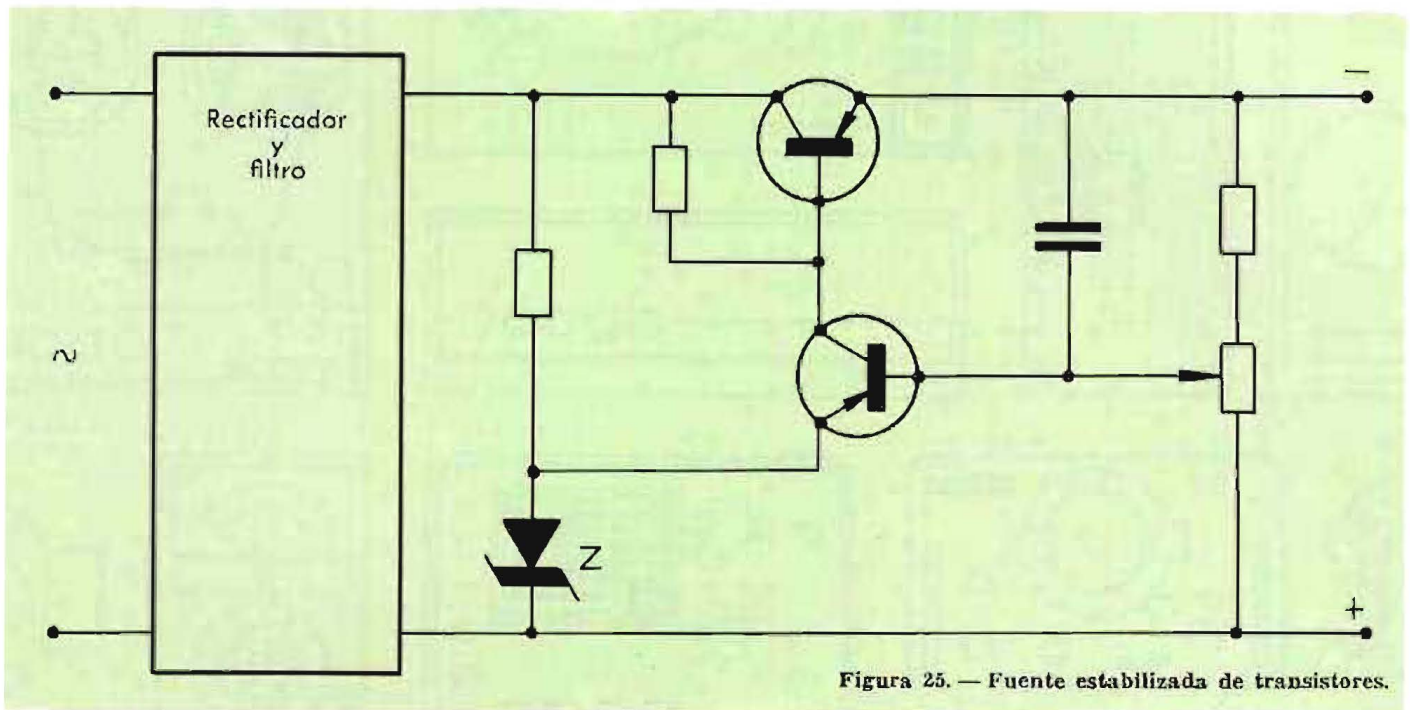 Rectificador
y
filtro
~
Z
—
+
Figura 25. — Fuente estabilizada de transistores.